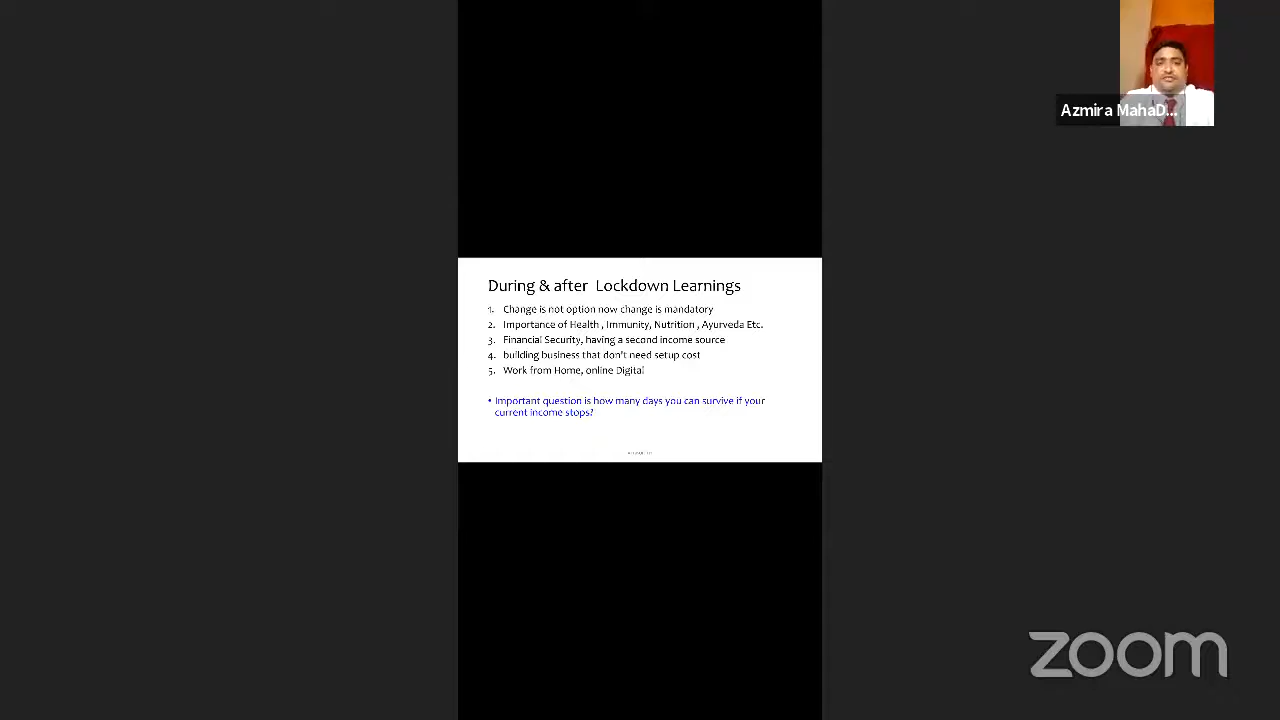 Azmira MahaD...
During & after Lockdown Learnings
1. Change is not option now change is mandatory
2. Importance of Health , Immunity, Nutrition , Ayurveda Etc.
3. Financial Security, having a second income source
4. building business that don't need setup cost
5. Work from Home, online Digital
• Important question is how many days you can survive if your
current income stops?
zoom